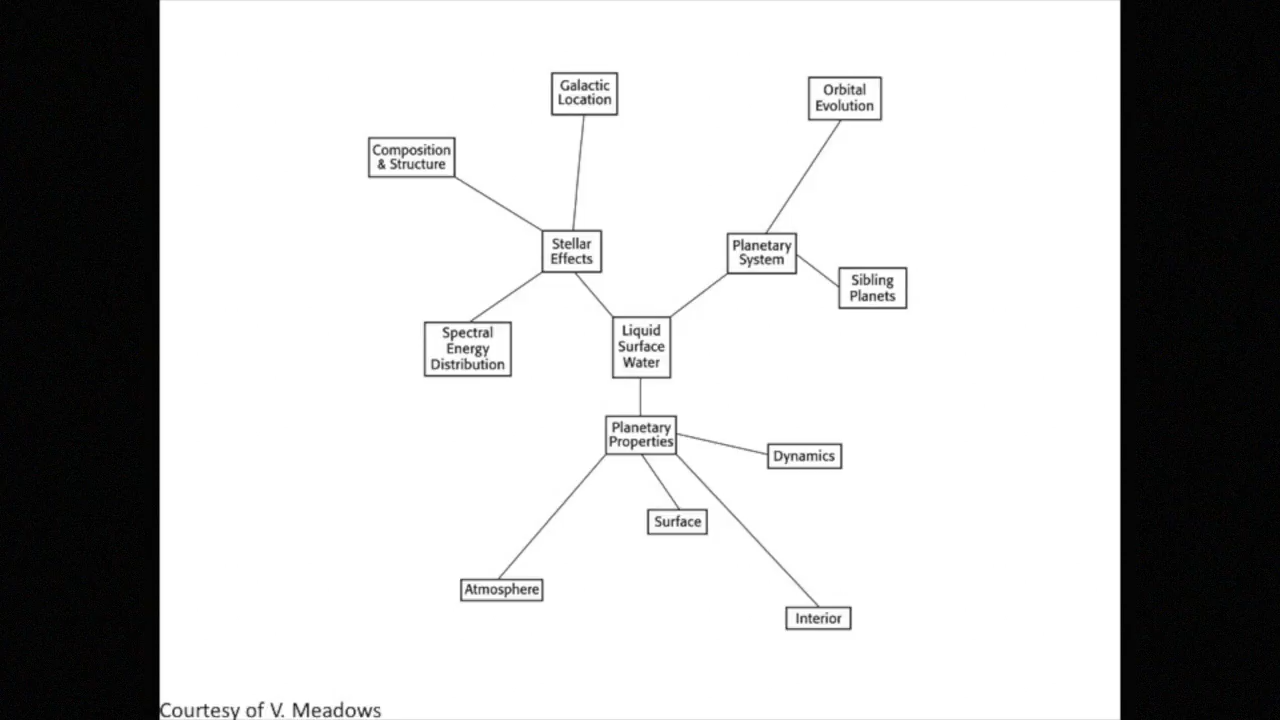 Galactic
Location
Orbital
Evolution
Composition
& Structure
Stellar
Effects
Planetary
System
Sibling
Planets
Spectral
Energy
Distribution
Liquid
Surface
Water
Planetary
Properties
Dynamics
Surface
Atmosphere
Interior
Courtesy of V. Meadows